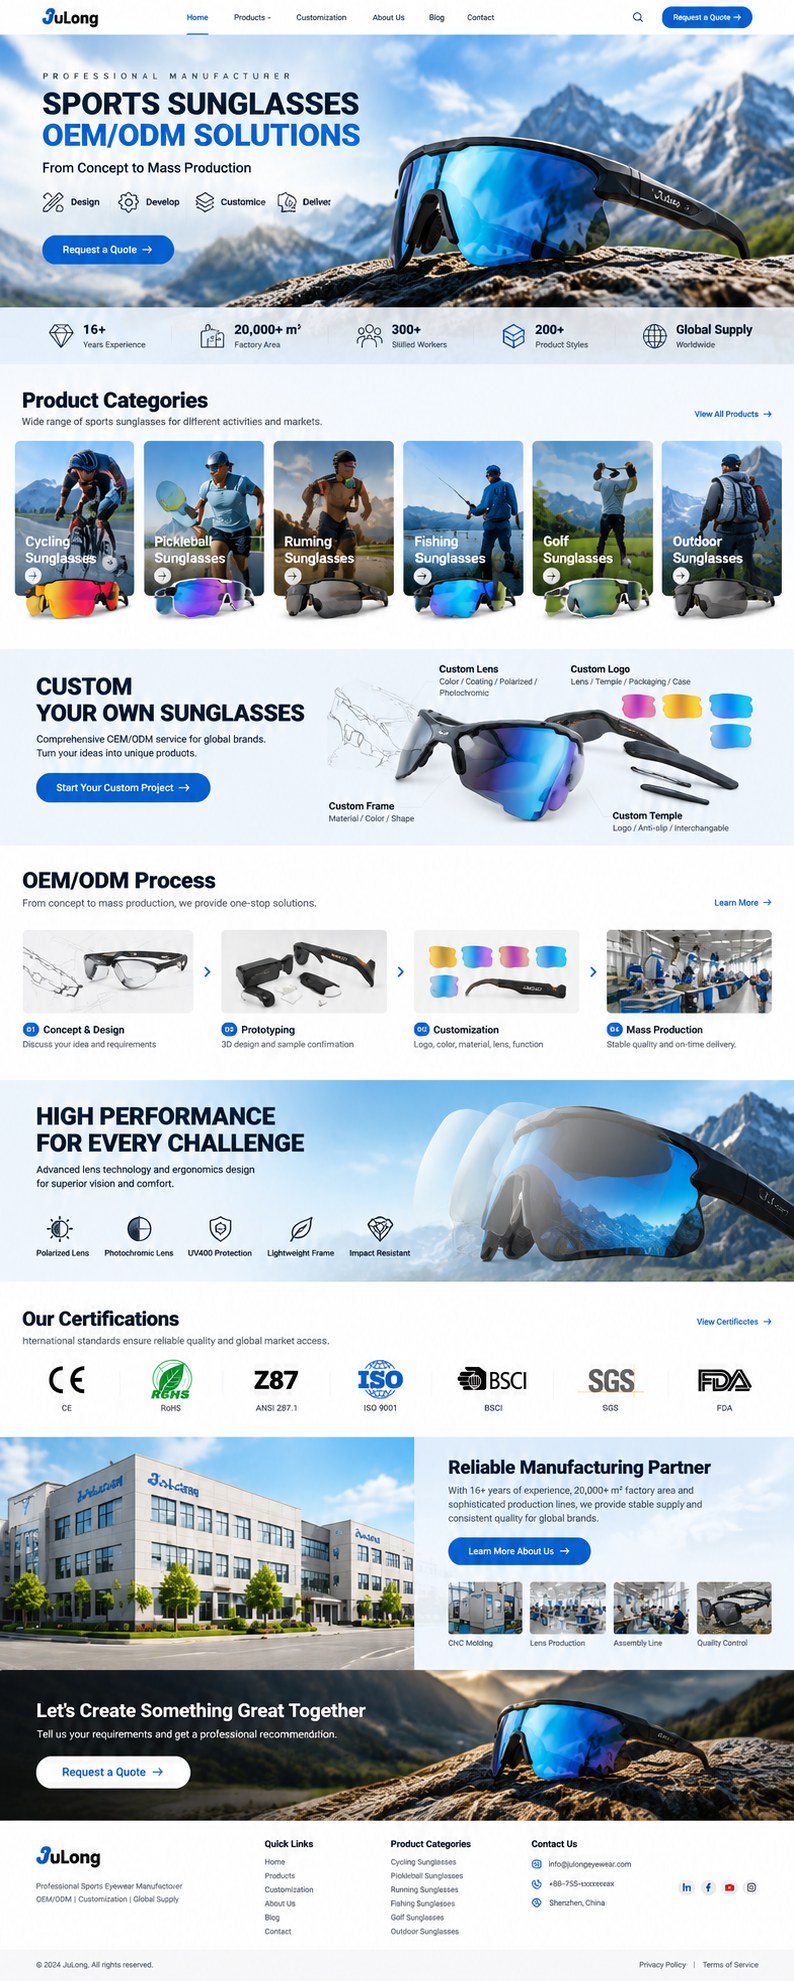 JuLong
Home
Products
Customization
About Us
Blog
Contact
Request a Quote →
PROFESSIONAL MANUFACTURER
SPORTS SUNGLASSES
OEM/ODM SOLUTIONS
From Concept to Mass Production
Design
Develop
Customice
Deliver
Request a Quote →
16+
Years Experience
20,000+ m²
Factory Area
300+
Skilled Workers
200+
Product Styles
Global Supply
Worldwide
Product Categories
Wide range of sports sunglasses for different activities and markets.
View All Products →
Cycling
Sunglasses
Pickleball
Sunglasses
Ruming
Sunglasses
Fishing
Sunglasses
Golf
Sunglasses
Outdoor
Sunglasses
CUSTOM
YOUR OWN SUNGLASSES
Comprehensive CEM/ODM service for global brands.
Turn your ideas into unique products.
Start Your Custom Project →
Custom Lens
Color / Coating / Polarized /
Photochromic
Custom Logo
Lens / Temple / Packaging / Case
Custom Frame
Material / Color / Shape
Custom Temple
Logo / Anti-slip / Interchangable
OEM/ODM Process
From concept to mass production, we provide one-stop solutions.
Learn More →
01 Concept & Design
Discuss your idea and requirements
Prototyping
3D design and sample confirmation
Customization
Logo, color, material, lens, function
Mass Production
Stable quality and on-time delivery.
HIGH PERFORMANCE
FOR EVERY CHALLENGE
Advanced lens technology and ergonomics design
for superior vision and comfort.
Polarized Lens
Photochromic Lens
UV400 Protection
Lightweight Frame
Impact Resistant
Our Certifications
International standards ensure reliable quality and global market access.
View Certifiectes →
CE
CE
RoHS
RoHS
Z87
ANSI Z87.1
ISO
ISO 9001
BSCI
BSCI
SGS
SGS
FDA
FDA
Reliable Manufacturing Partner
With 16+ years of experience, 20,000+ m² factory area and
sophisticated production lines, we provide stable supply and
consistent quality for global brands.
Learn More About Us →
CNC Molding
Lens Production
Assembly Line
Quality Control
Let's Create Something Great Together
Tell us your requirements and get a professional recommendation.
Request a Quote →
JuLong
Professional Sports Eyewear Manufactover
OEM/ODM | Customization | Global Supply
Quick Links
Home
Products
Customization
About Us
Blog
Contact
Product Categories
Cycling Sunglasses
Piokleball Sunglasses
Running Sunglasses
Fishing Sunglasses
Golf Sunglasses
Outdoor Sunglasses
Contact Us
info@julongeyewear.com
Shenzhen, China
© 2024 JuLong. All rights reserved.
Privacy Policy | Terms of Service